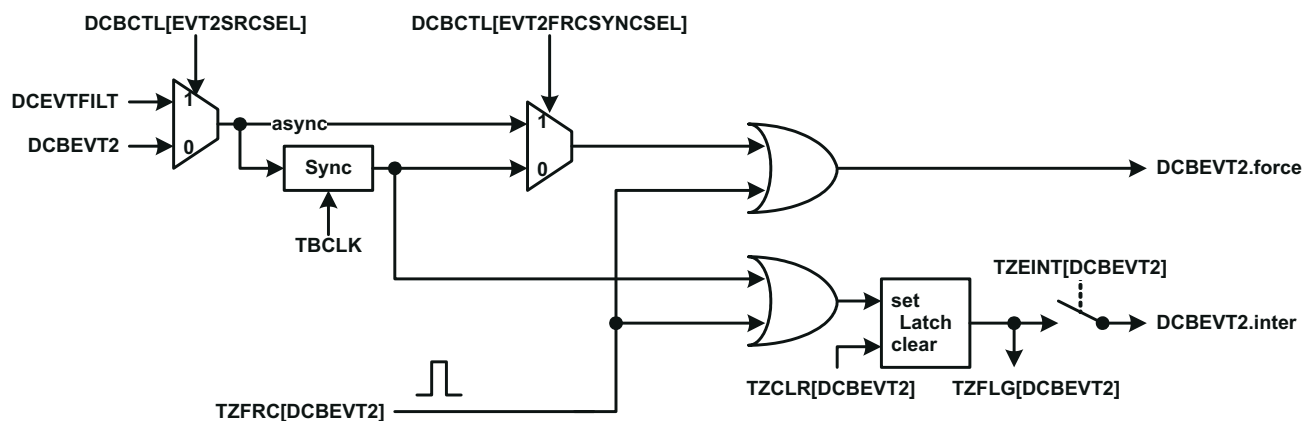 DCBCTL[EVT2SRCSEL]
DCBCTL[EVT2FRCSYNCSEL]
DCEVTFILT
1
async
1
DCBEVT2
0
Sync
0
DCBEVT2.force
TBCLK
TZEINT[DCBEVT2]
set
Latch
clear
DCBEVT2.inter
TZCLR[DCBEVT2]
TZFLG[DCBEVT2]
TZFRC[DCBEVT2]